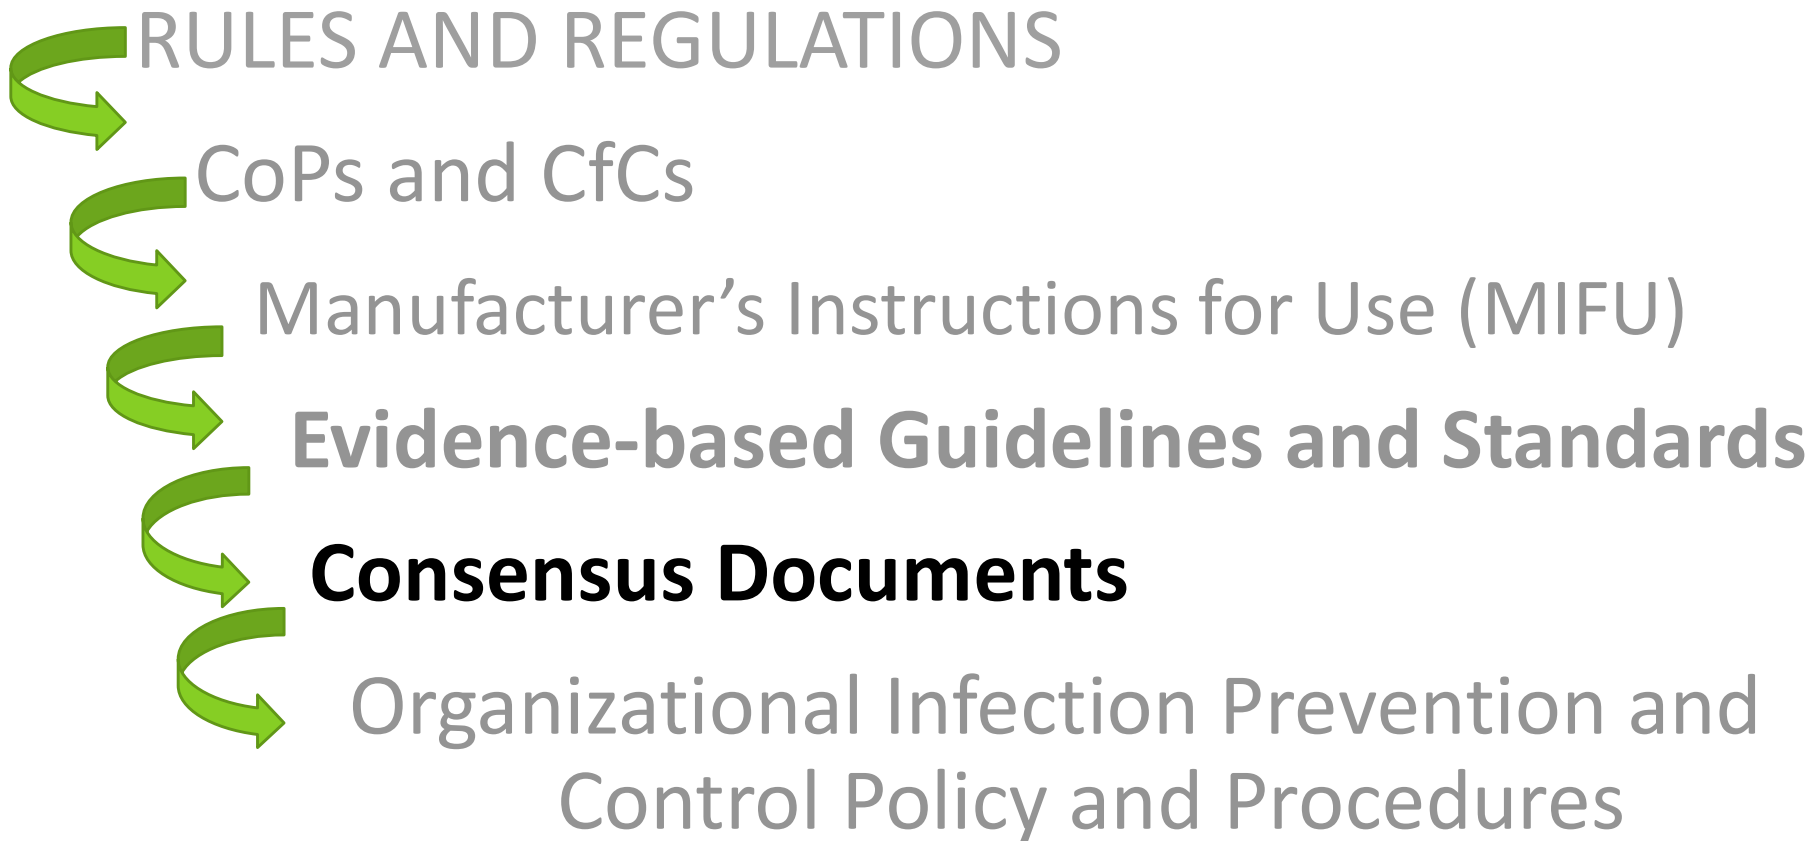 RULES AND REGULATIONS
CoPs and CfCs
Manufacturer’s Instructions for Use (MIFU)
Evidence-based Guidelines and Standards
Consensus Documents
Organizational Infection Prevention and
Control Policy and Procedures